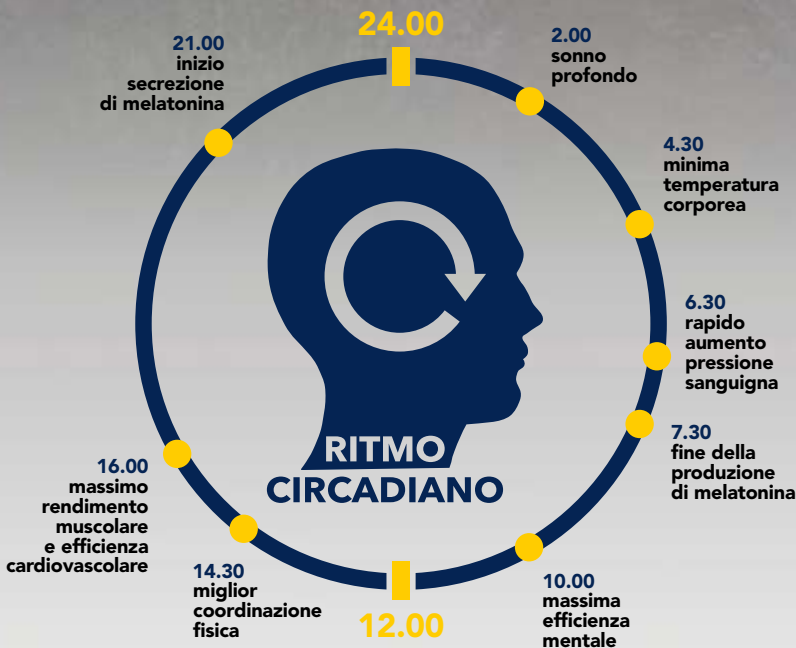 24.00
2.00
sonno
profondo
4.30
minima
temperatura
corporea
6.30
rapido
aumento
pressione
sanguigna
7.30
fine della
produzione
di melatonina
10.00
massima
efficienza
mentale
12.00
14.30
miglior
coordinazione
fisica
16.00
massimo
rendimento
muscolare
e efficienza
cardiovascolare
21.00
inizio
secrezione
di melatonina
RITMO
CIRCADIANO